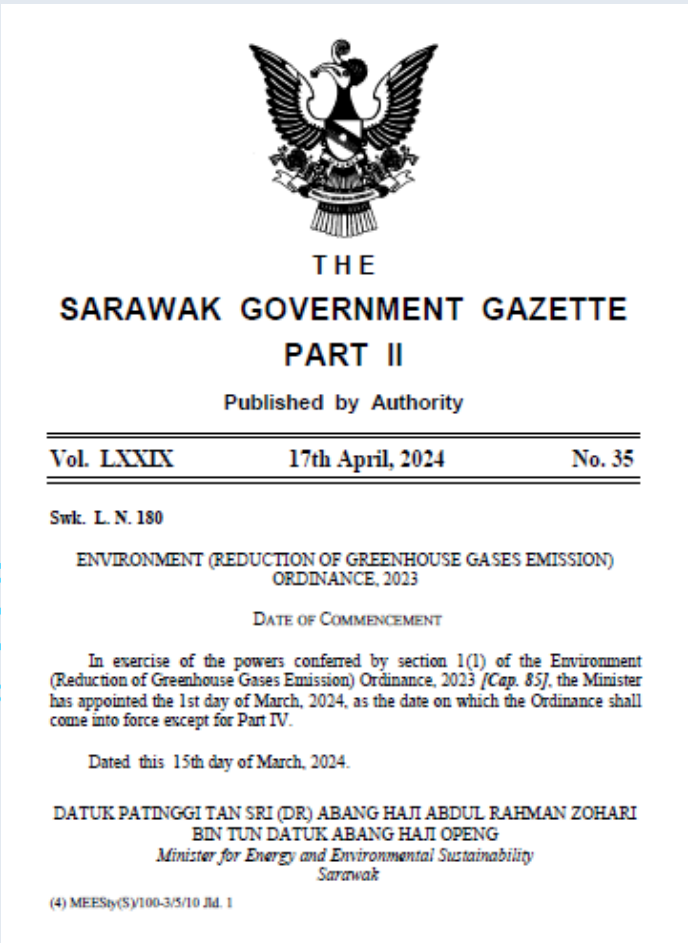 THE
SARAWAK GOVERNMENT GAZETTE
PART II
Published by Authority
Vol. LXXIX 17th April, 2024 No. 35
Swk. L. N. 180
ENVIRONMENT (REDUCTION OF GREENHOUSE GASES EMISSION)
ORDINANCE, 2023
DATE OF COMMENCEMENT
In exercise of the powers conferred by section 1(1) of the Environment
(Reduction of Greenhouse Gases Emission) Ordinance, 2023 [Cap. 85], the Minister
has appointed the 1st day of March, 2024, as the date on which the Ordinance shall
come into force except for Part IV.
Dated this 15th day of March, 2024.
DATUK PATINGGI TAN SRI (DR) ABANG HAJI ABDUL RAHMAN ZOHARI
BIN TUN DATUK ABANG HAJI OPENG
Minister for Energy and Environmental Sustainability
Sarawak
(4) MEESty(S)/100-3/5/10 Jld. 1